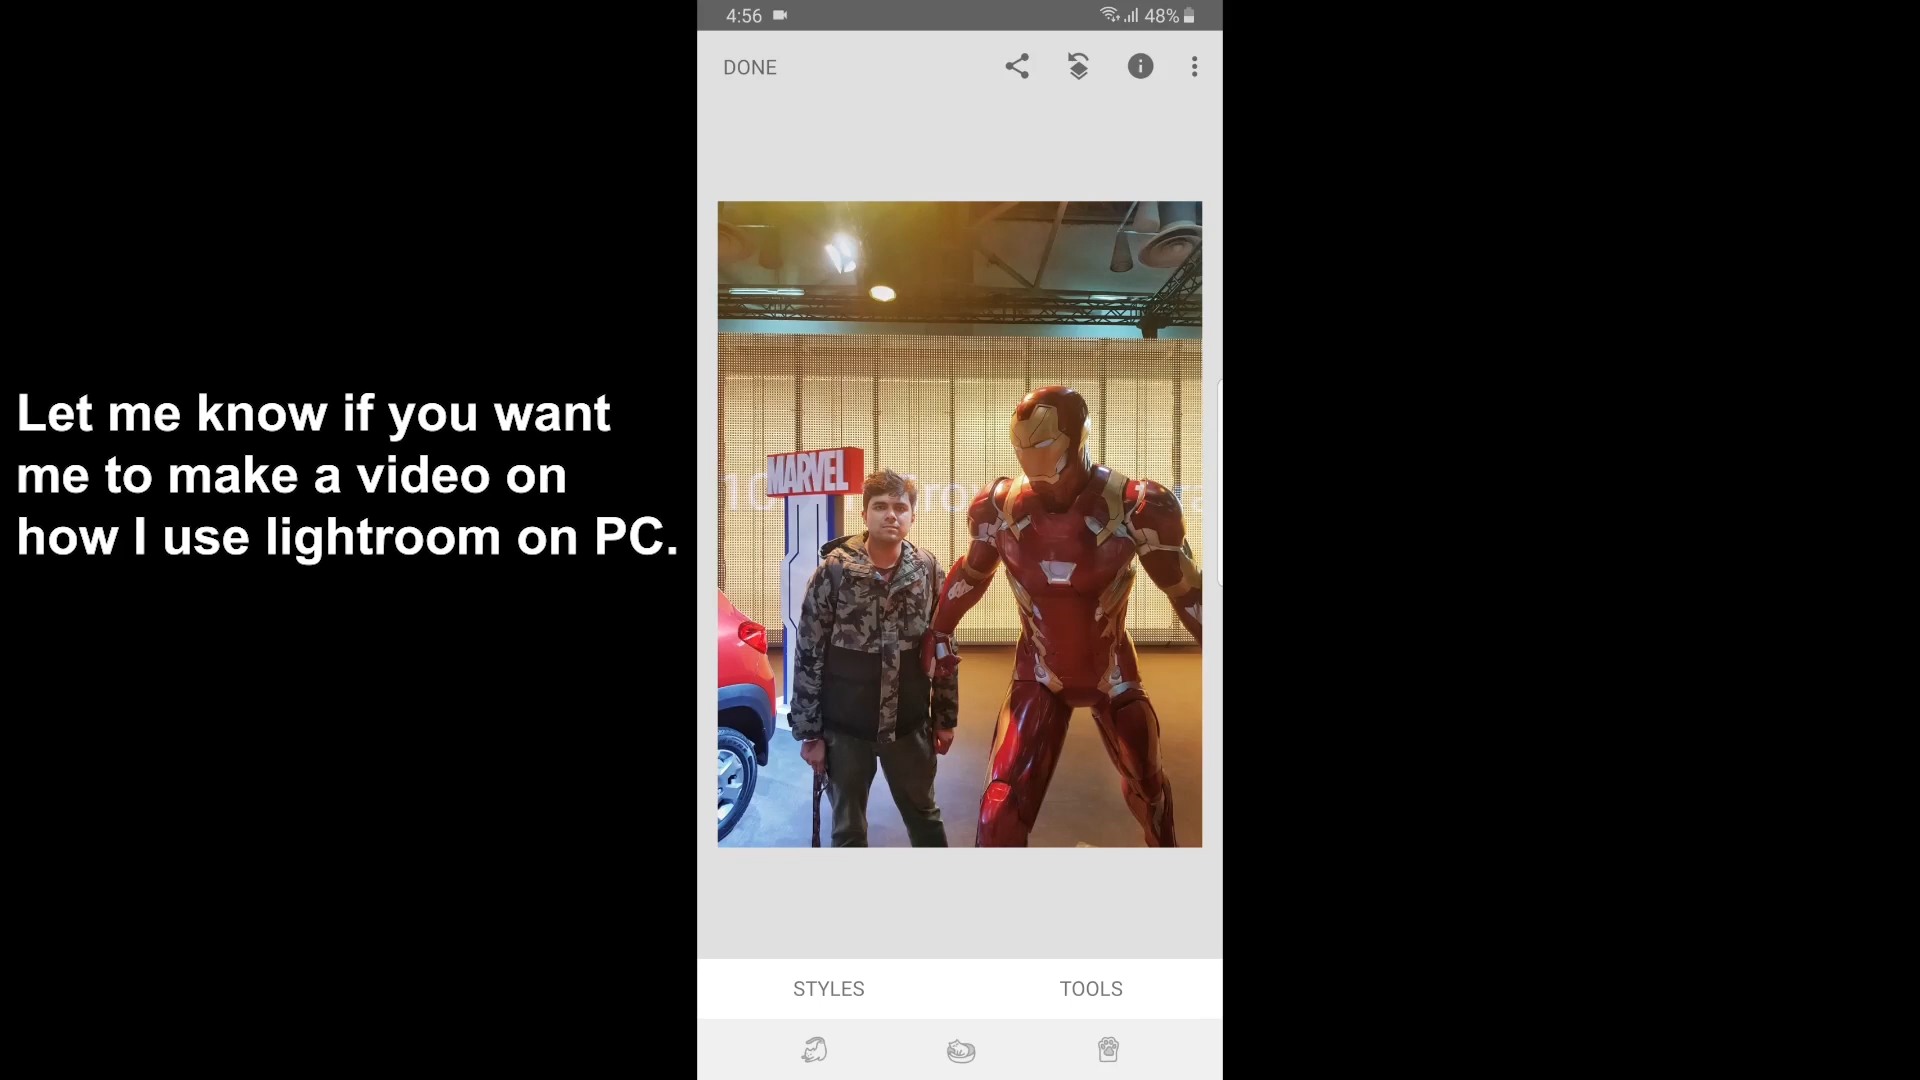 4:56
48%
DONE
MARVEL
Let me know if you want
me to make a video on
how I use lightroom on PC.
STYLES
TOOLS